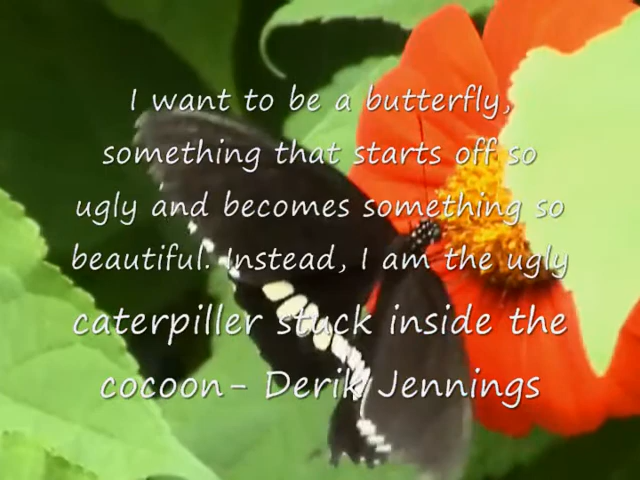 I want to be a butterfly,
something that starts off so
ugly and becomes something so
beautiful. Instead, I am the ugly
caterpiller stuck inside the
cocoon- Derik Jennings